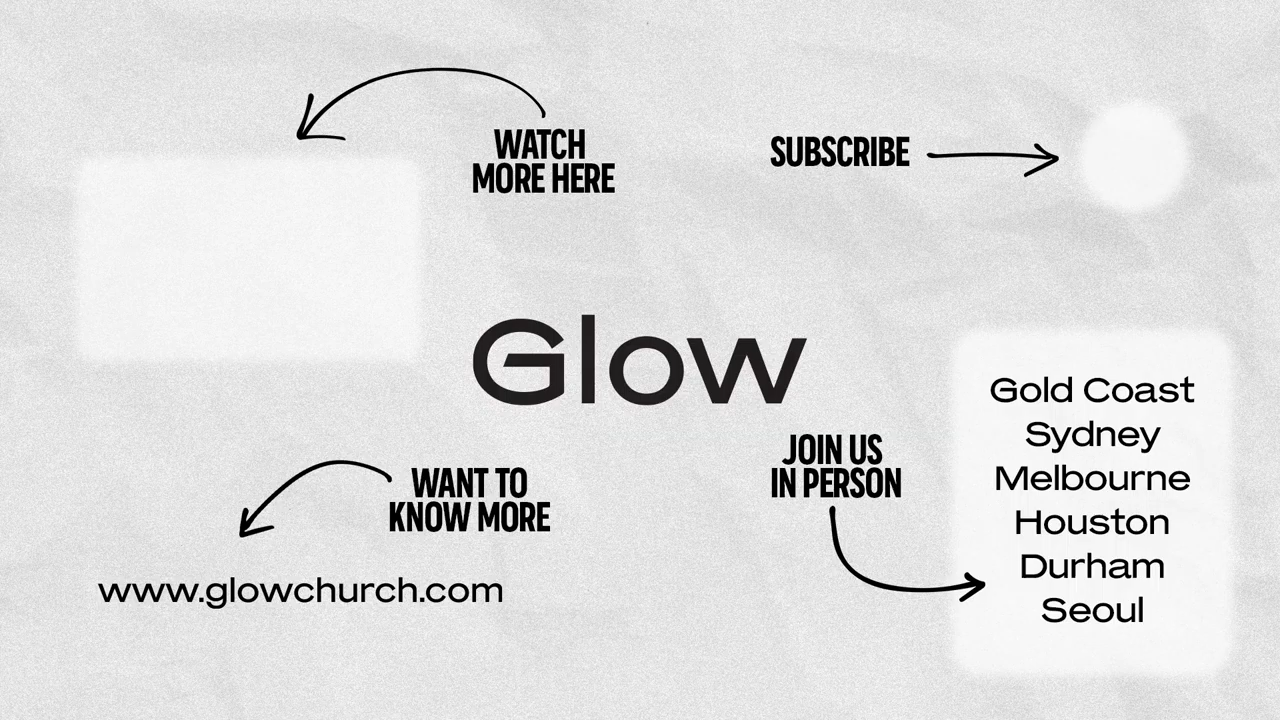 WATCH
MORE HERE
SUBSCRIBE
Glow
WANT TO
KNOW MORE
www.glowchurch.com
JOIN US
IN PERSON
Gold Coast
Sydney
Melbourne
Houston
Durham
Seoul